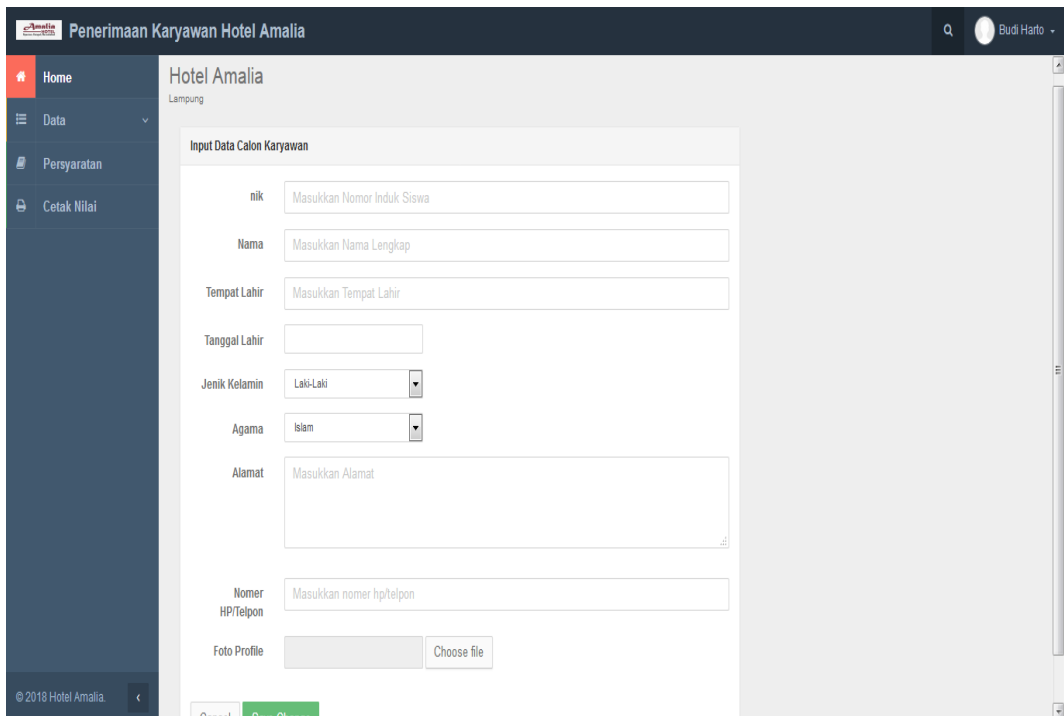 Amalia
HOTEL
Penerimaan Karyawan Hotel Amalia
Budi Harto
Home
Data
Persyaratan
Cetak Nilai
Hotel Amalia
Lampung
Input Data Calon Karyawan
nik
Masukkan Nomor Induk Siswa
Nama
Masukkan Nama Lengkap
Tempat Lahir
Masukkan Tempat Lahir
Tanggal Lahir
Jenik Kelamin
Laki-Laki
Agama
Islam
Alamat
Masukkan Alamat
Nomer
HP/Telpon
Masukkan nomer hp/telpon
Foto Profile
Choose file
© 2018 Hotel Amalia.